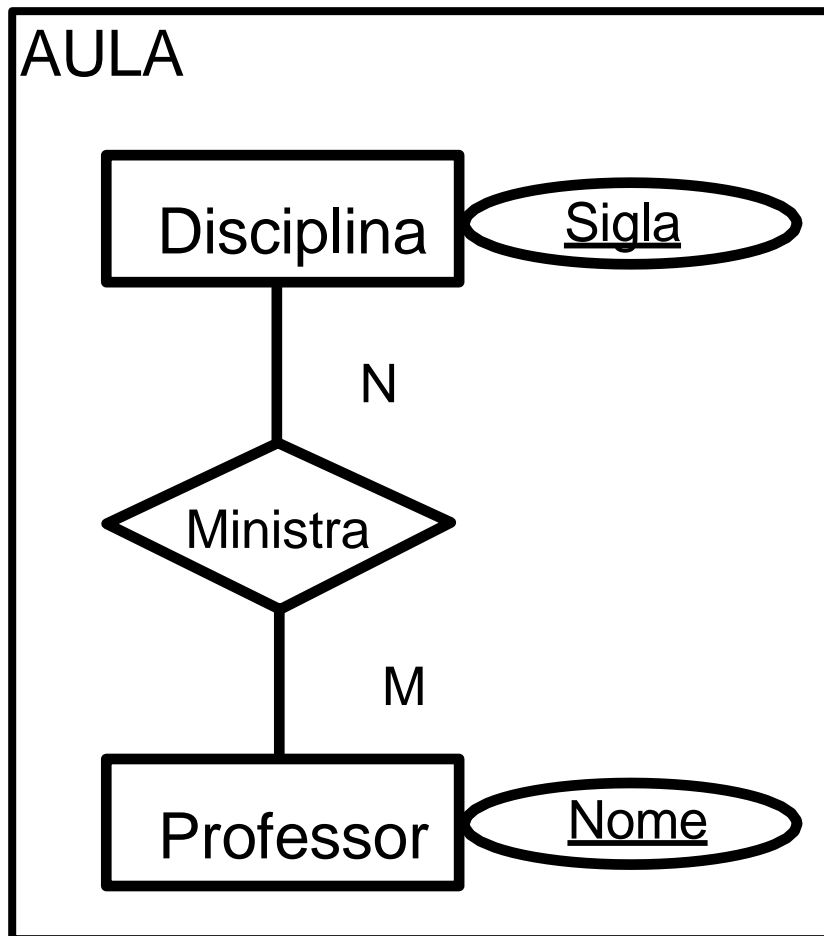 AULA
Disciplina
Sigla
N
Ministra
M
Professor
Nome